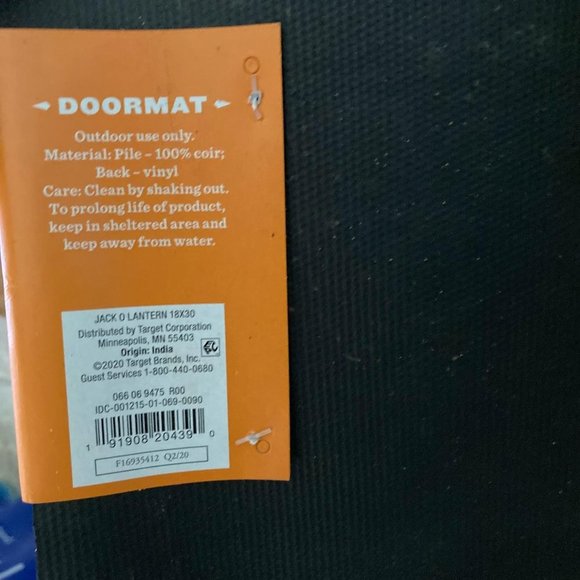 DOORMAT
Outdoor use only.
Material: Pile – 100% coir;
Back – vinyl
Care: Clean by shaking out.
To prolong life of product,
keep in sheltered area and
keep away from water.
JACK O LANTERN 18X30
Distributed by Target Corporation
Minneapolis, MN 55403
Origin: India
©2020 Target Brands, Inc.
Guest Services 1-800-440-0680
066 06 9475 R00
IDC-001215-01-069-0090
1 91908 20439 0
F16935412 Q2/20